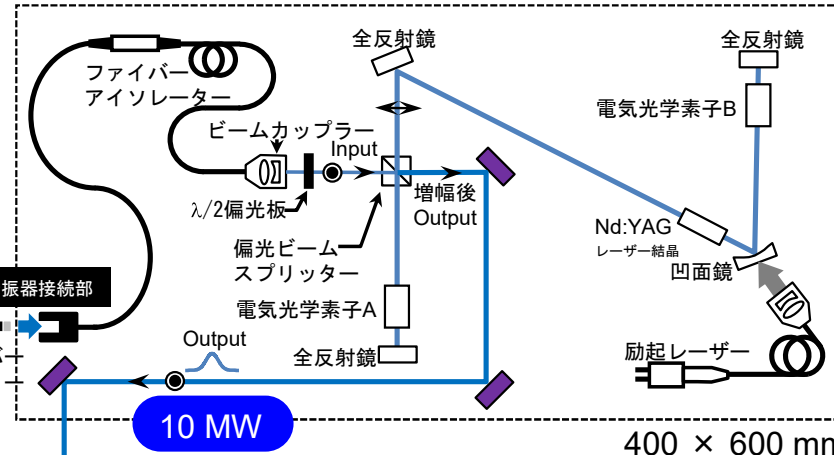 全反射鏡
全反射鏡
ファイバー
アイソレーター
電気光学素子B
ビームカップラー
Input
λ/2偏光板
増幅後
Output
Nd:YAG
レーザー結晶
偏光ビーム
スプリッター
凹面鏡
振器接続部
電気光学素子A
Output
全反射鏡
励起レーザー
10 MW
400 × 600 mm